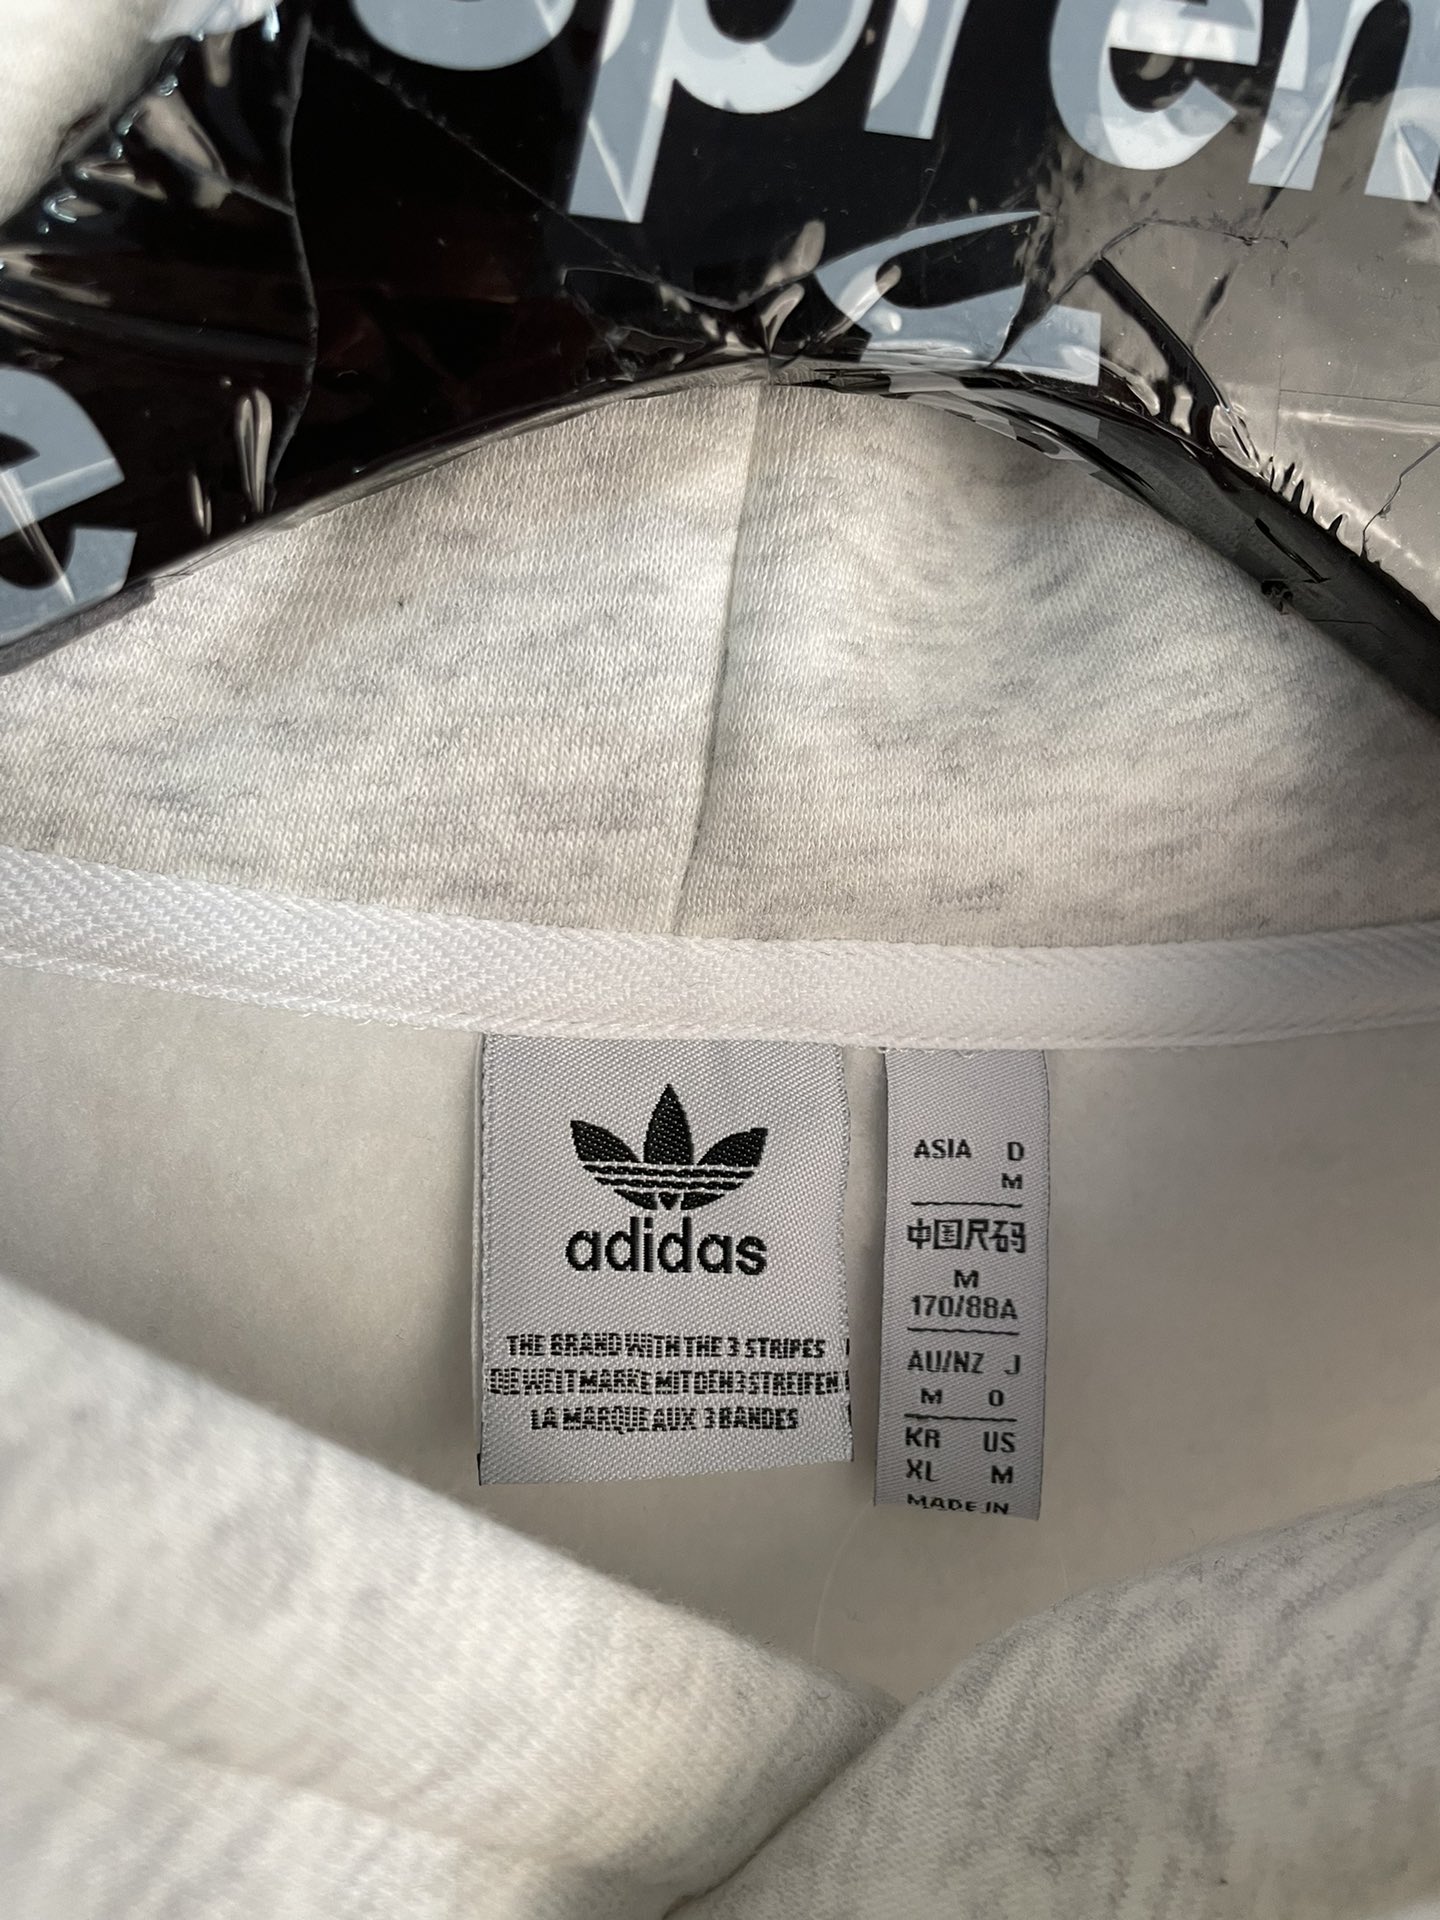 upren
e
adidas
THE BRAND WITH THE 3 STRIPES
DIE WELTMARKE MIT DEN 3 STREIFEN
LA MARQUE AUX 3 BANDES
ASIA D
M
中国尺码
M
170/88A
AU/NZ J
M O
KR US
XL M
MADE IN